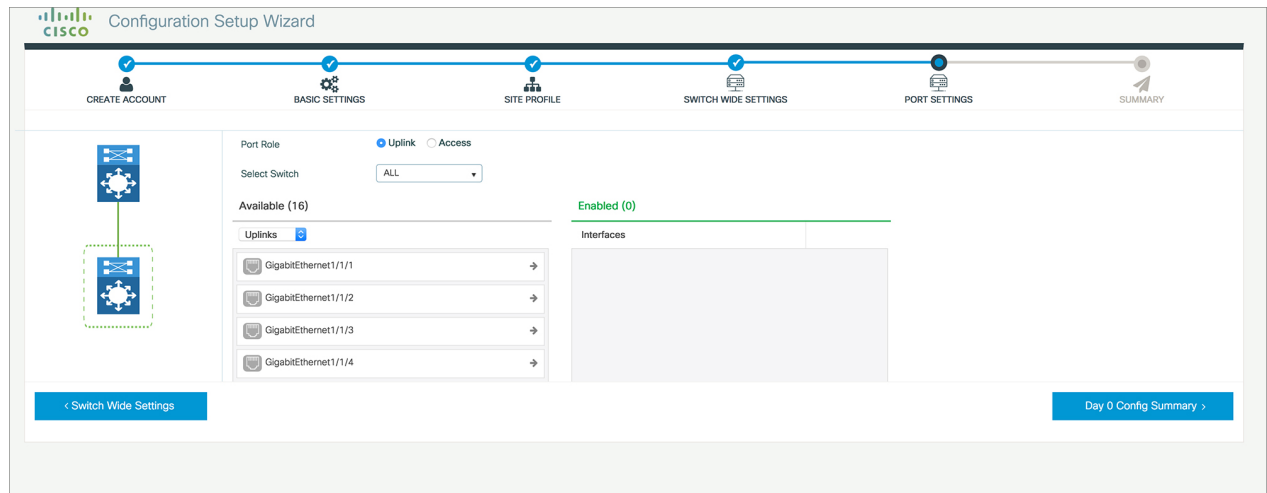 CISCO
Configuration Setup Wizard
CREATE ACCOUNT
BASIC SETTINGS
SITE PROFILE
SWITCH WIDE SETTINGS
PORT SETTINGS
SUMMARY
Port Role
Uplink
Access
Select Switch
ALL
Available (16)
Enabled (0)
Uplinks
Interfaces
GigabitEthernet1/1/1
GigabitEthernet1/1/2
GigabitEthernet1/1/3
GigabitEthernet1/1/4
< Switch Wide Settings
Day 0 Config Summary >